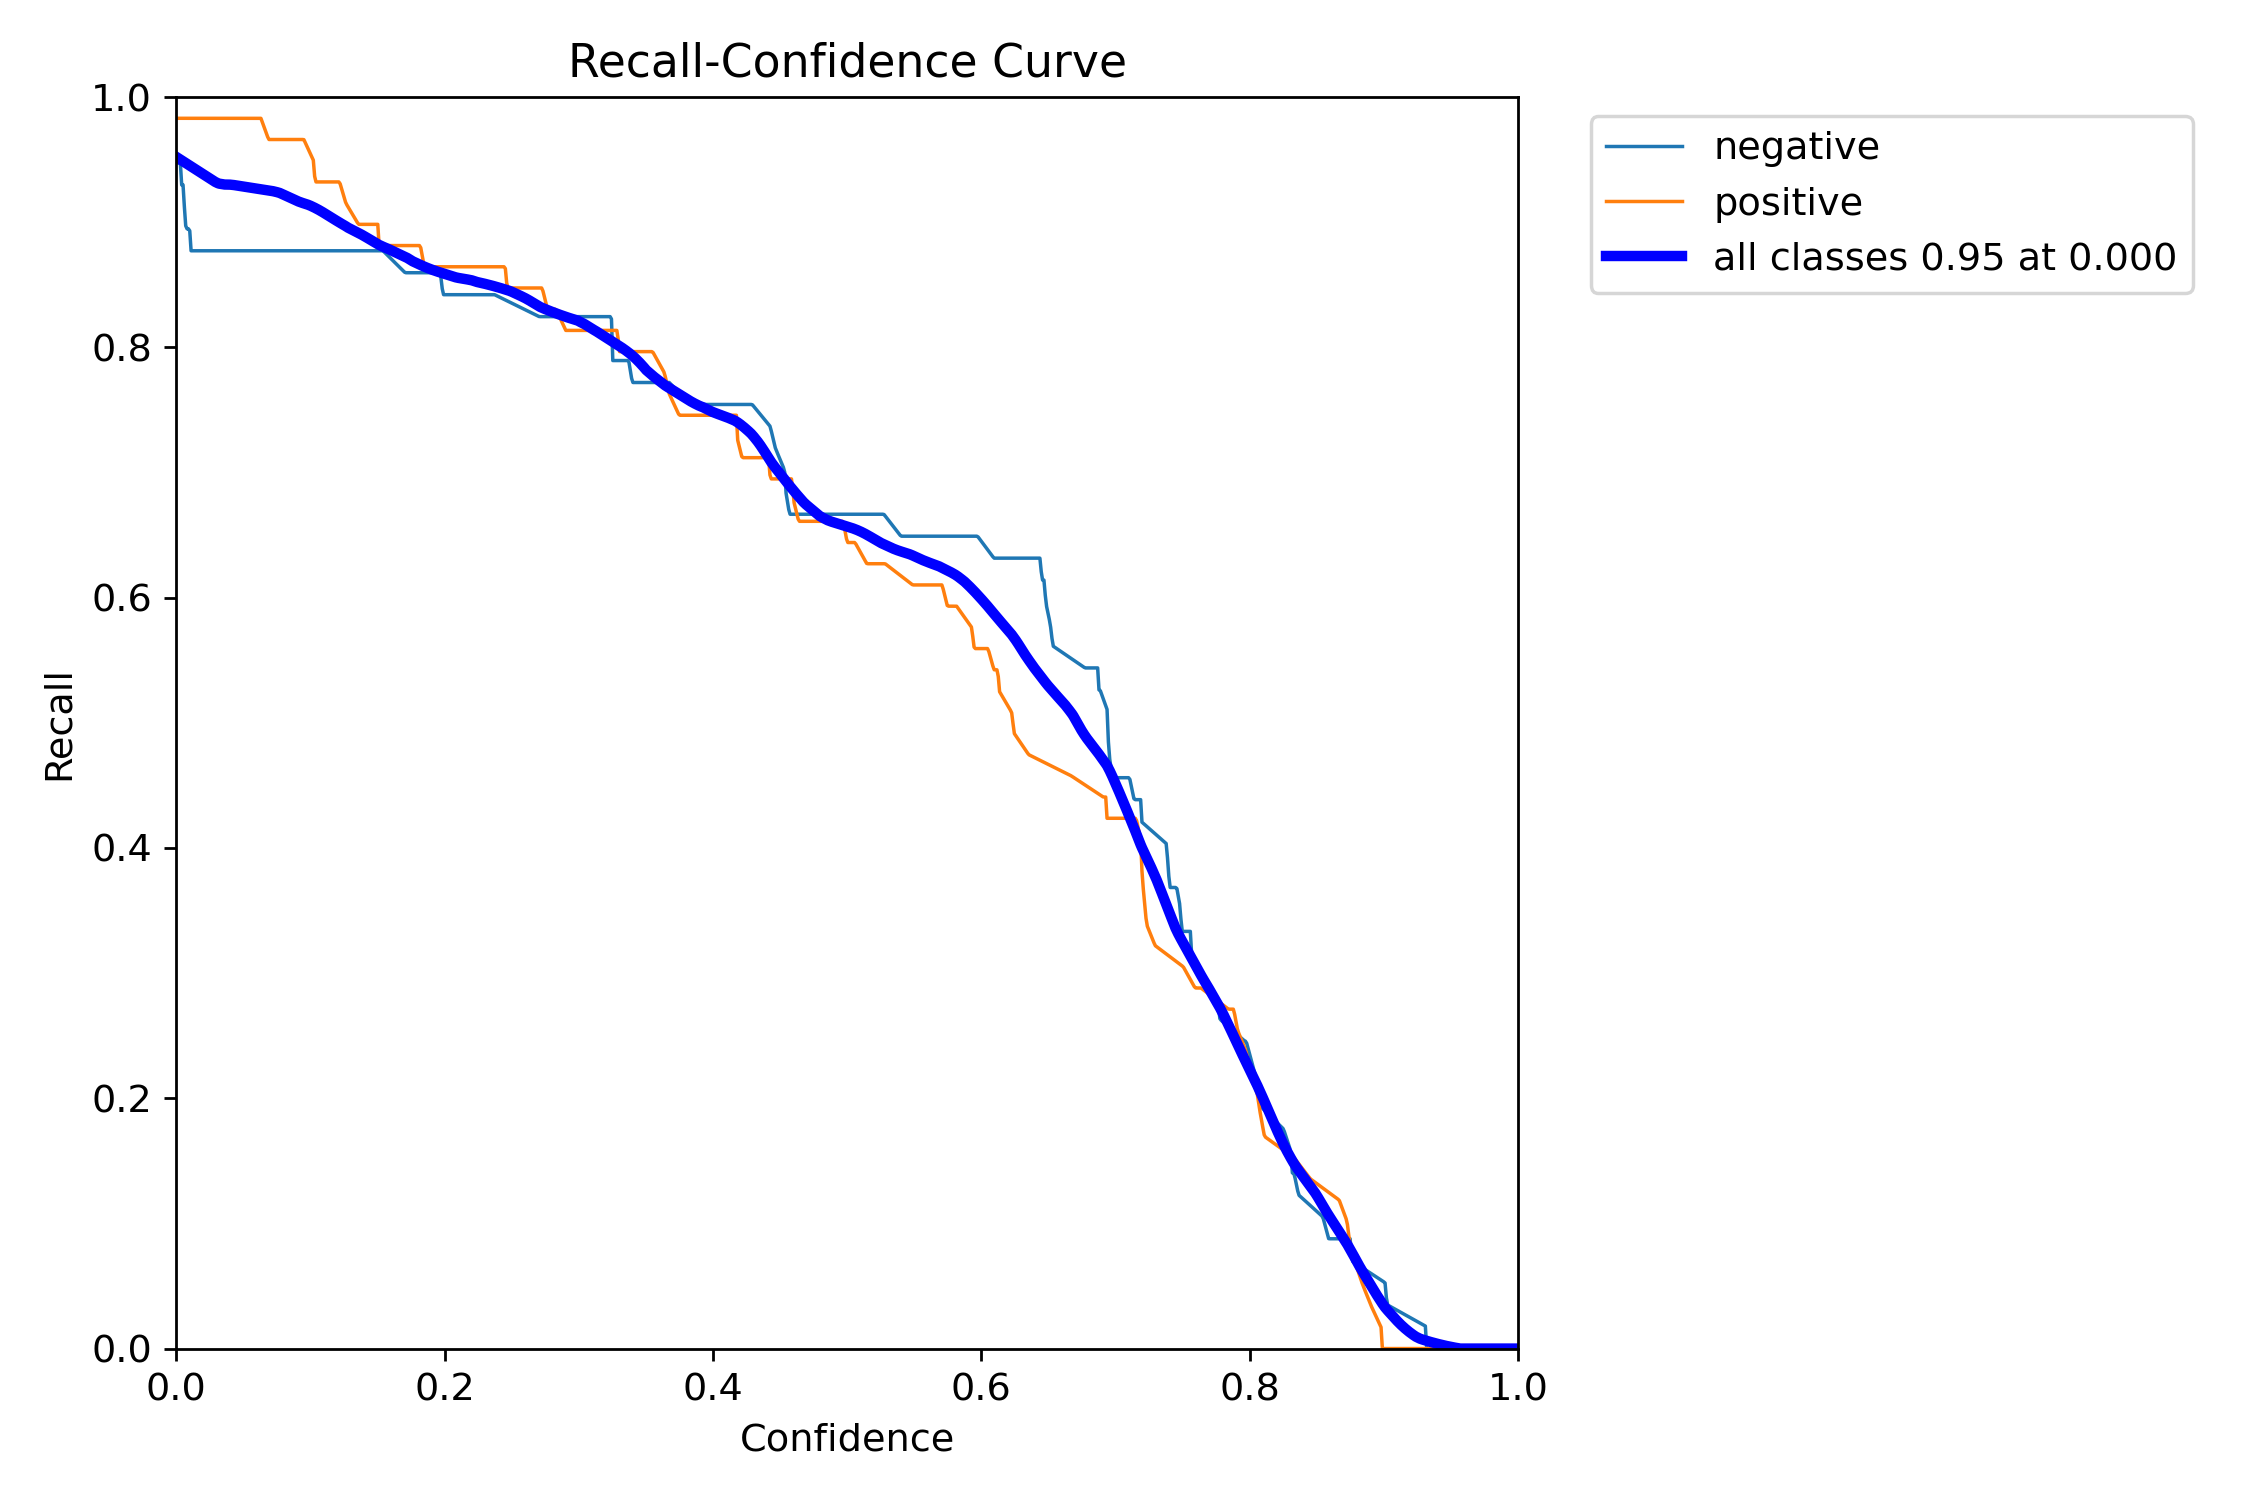 Recall-Confidence Curve
1.0
0.8
0.6
0.4
0.2
0.0
Recall
0.0 0.2 0.4 0.6 0.8 1.0
Confidence
negative
positive
all classes 0.95 at 0.000